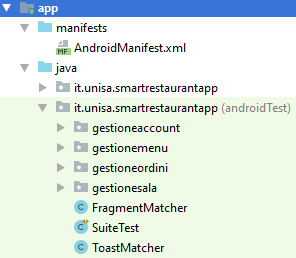 app
manifests
AndroidManifest.xml
java
it.unisa.smartrestaurantapp
it.unisa.smartrestaurantapp (androidTest)
gestioneaccount
gestionemenu
gestioneordini
gestionesala
FragmentMatcher
SuiteTest
ToastMatcher